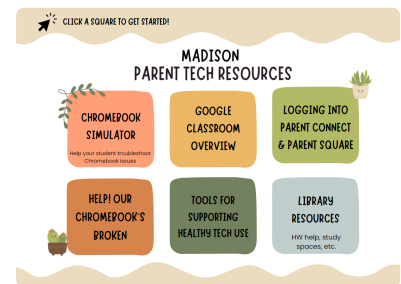 CLICK A SQUARE TO GET STARTED!
MADISON
PARENT TECH RESOURCES
CHROMEBOOK
SIMULATOR
Help your student troubleshoot
Chromebook issues
GOOGLE
CLASSROOM
OVERVIEW
LOGGING INTO
PARENT CONNECT
& PARENT SQUARE
HELP! OUR
CHROMEBOOK'S
BROKEN
TOOLS FOR
SUPPORTING
HEALTHY TECH USE
LIBRARY
RESOURCES
HW help, study
spaces, etc.